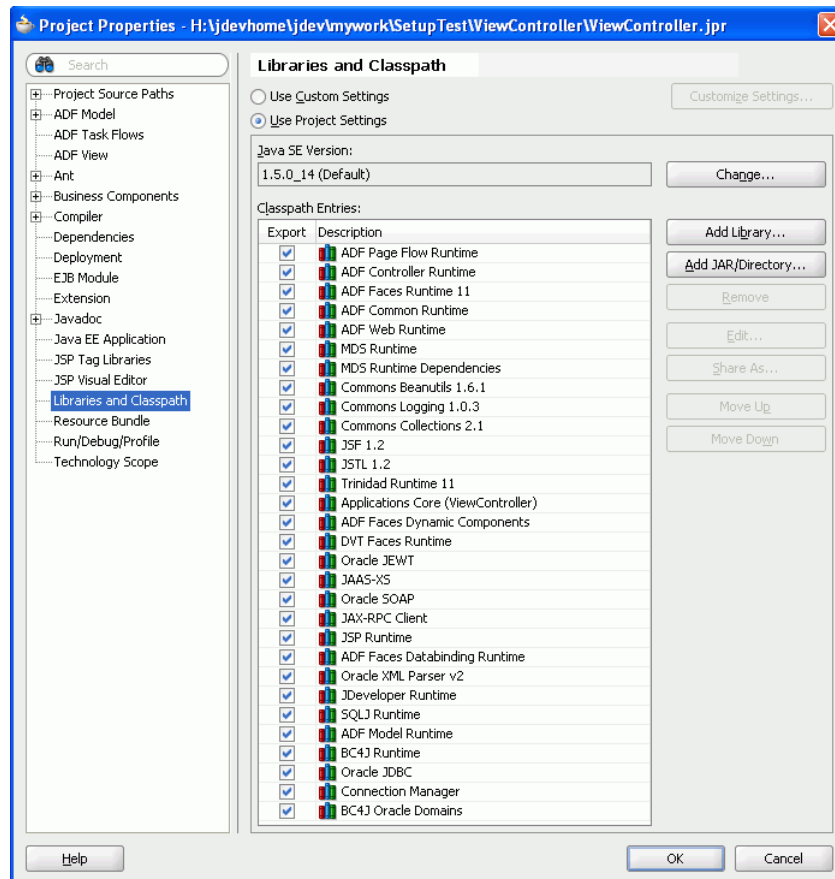 Project Properties - H:\jdevhome\jdev\mywork\SetupTest\ViewController\ViewController.jpr
Search
Project Source Paths
ADF Model
ADF Task Flows
ADF View
Ant
Business Components
Compiler
Dependencies
Deployment
EJB Module
Extension
Javadoc
Java EE Application
JSP Tag Libraries
JSP Visual Editor
Libraries and Classpath
Resource Bundle
Run/Debug/Profile
Technology Scope
Libraries and Classpath
Use Custom Settings
Customize Settings...
Use Project Settings
Java SE Version:
1.5.0_14 (Default)
Change...
Classpath Entries:
Export Description
ADF Page Flow Runtime
ADF Controller Runtime
ADF Faces Runtime 11
ADF Common Runtime
ADF Web Runtime
MDS Runtime
MDS Runtime Dependencies
Commons Beanutils 1.6.1
Commons Logging 1.0.3
Commons Collections 2.1
JSF 1.2
JSTL 1.2
Trinidad Runtime 11
Applications Core (ViewController)
ADF Faces Dynamic Components
DVT Faces Runtime
Oracle JEWT
JAAS-XS
Oracle SOAP
JAX-RPC Client
JSP Runtime
ADF Faces Databinding Runtime
Oracle XML Parser v2
JDeveloper Runtime
SQLJ Runtime
ADF Model Runtime
BC4J Runtime
Oracle JDBC
Connection Manager
BC4J Oracle Domains
Add Library...
Add JAR/Directory...
Remove
Edit...
Share As...
Move Up
Move Down
Help
OK
Cancel